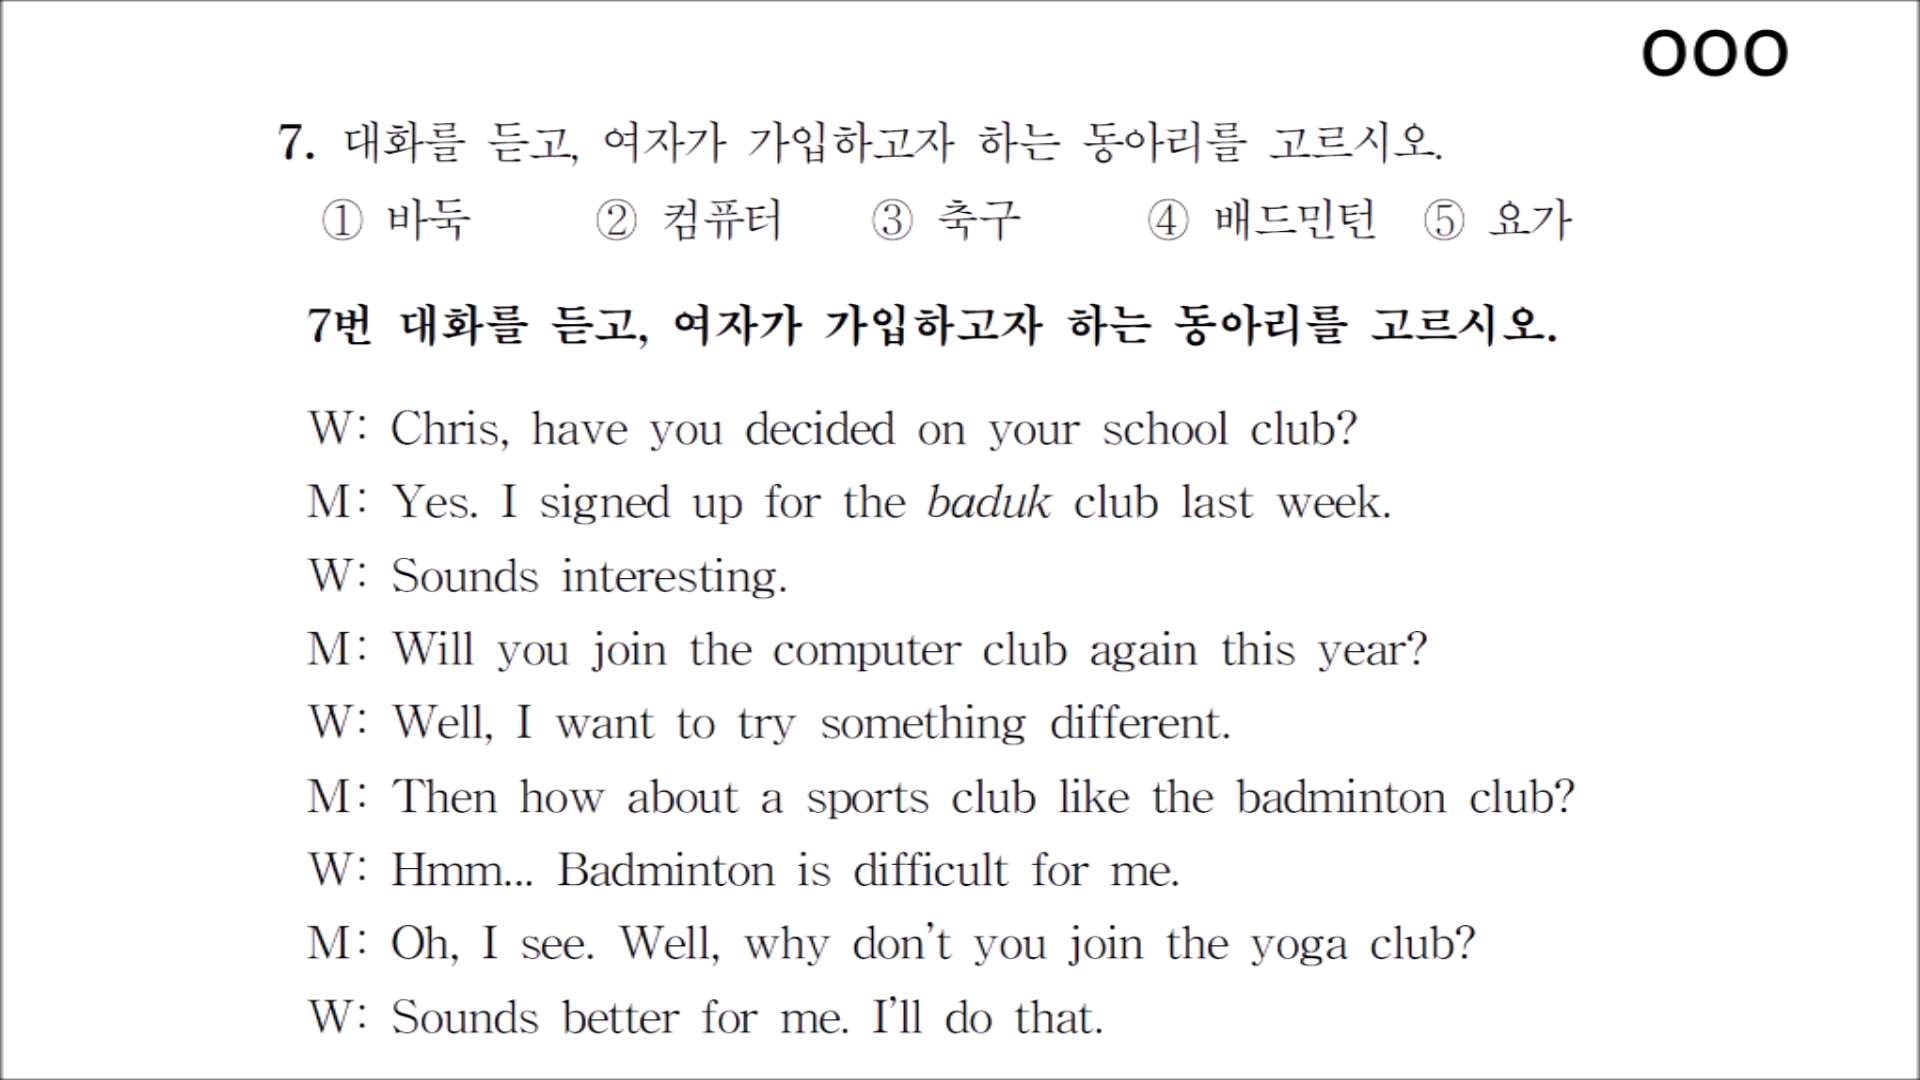 OOO
7. 대화를 듣고, 여자가 가입하고자 하는 동아리를 고르시오.
① 바둑 ② 컴퓨터 ③ 축구 ④ 배드민턴 ⑤ 요가
7번 대화를 듣고, 여자가 가입하고자 하는 동아리를 고르시오.
W: Chris, have you decided on your school club?
M: Yes. I signed up for the baduk club last week.
W: Sounds interesting.
M: Will you join the computer club again this year?
W: Well, I want to try something different.
M: Then how about a sports club like the badminton club?
W: Hmm... Badminton is difficult for me.
M: Oh, I see. Well, why don't you join the yoga club?
W: Sounds better for me. I'll do that.